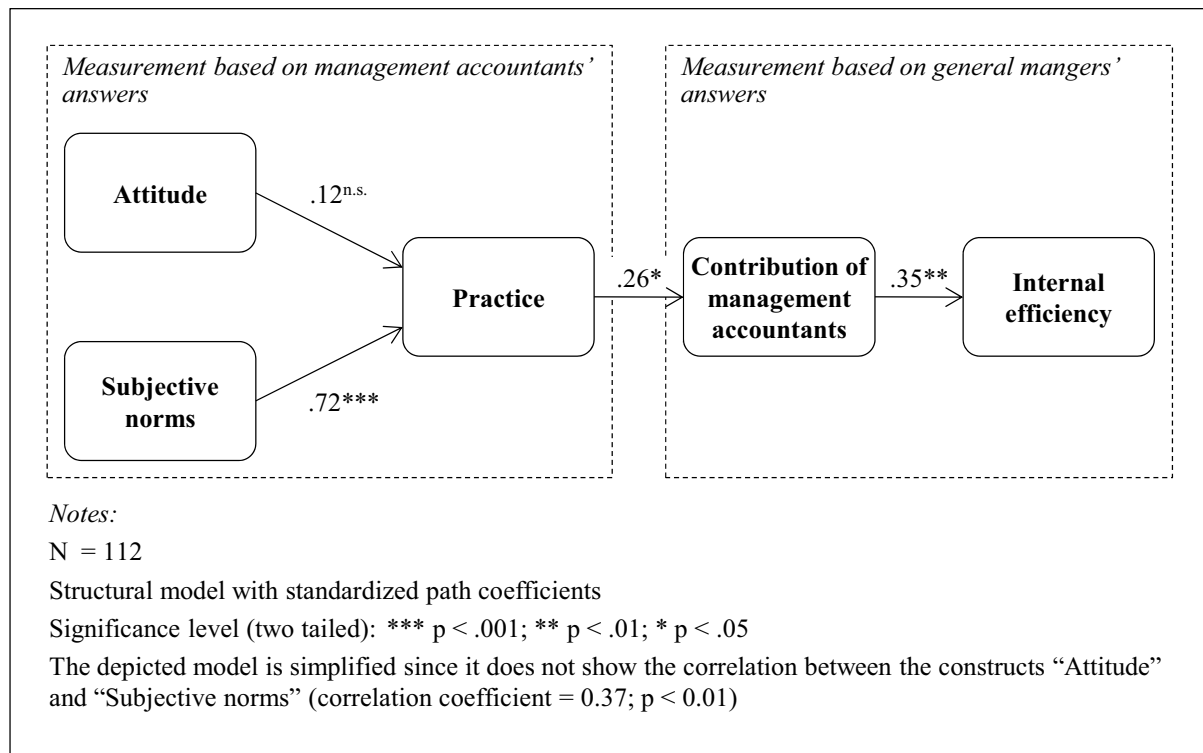 Measurement based on management accountants’
answers
Measurement based on general mangers’
answers
Attitude
.12n.s.
Practice
.26*
Contribution of
management
accountants
.35**
Internal
efficiency
Subjective
norms
.72***
Notes:
N = 112
Structural model with standardized path coefficients
Significance level (two tailed): *** p < .001; ** p < .01; * p < .05
The depicted model is simplified since it does not show the correlation between the constructs “Attitude”
and “Subjective norms” (correlation coefficient = 0.37; p < 0.01)